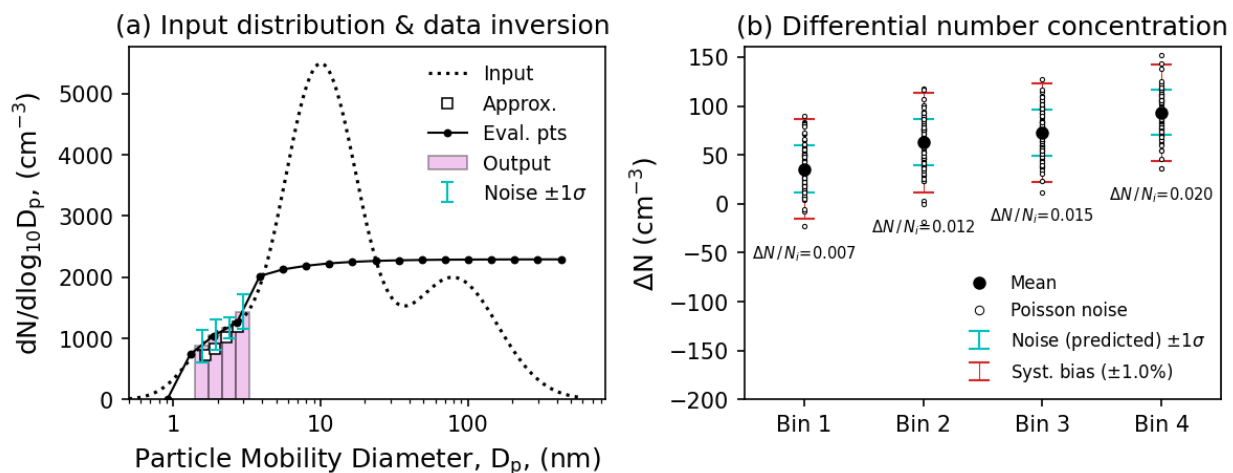 (a) Input distribution & data inversion
dN/dlog₁₀Dₚ, (cm⁻³)
5000
4000
3000
2000
1000
0
Input
Approx.
Eval. pts
Output
Noise ±1σ
1
10
100
Particle Mobility Diameter, Dₚ, (nm)
(b) Differential number concentration
ΔN (cm⁻³)
150
100
50
0
−50
−100
−150
−200
ΔN/Nᵢ=0.007
ΔN/Nᵢ=0.012
ΔN/Nᵢ=0.015
ΔN/Nᵢ=0.020
Mean
Poisson noise
Noise (predicted) ±1σ
Syst. bias (±1.0%)
Bin 1
Bin 2
Bin 3
Bin 4